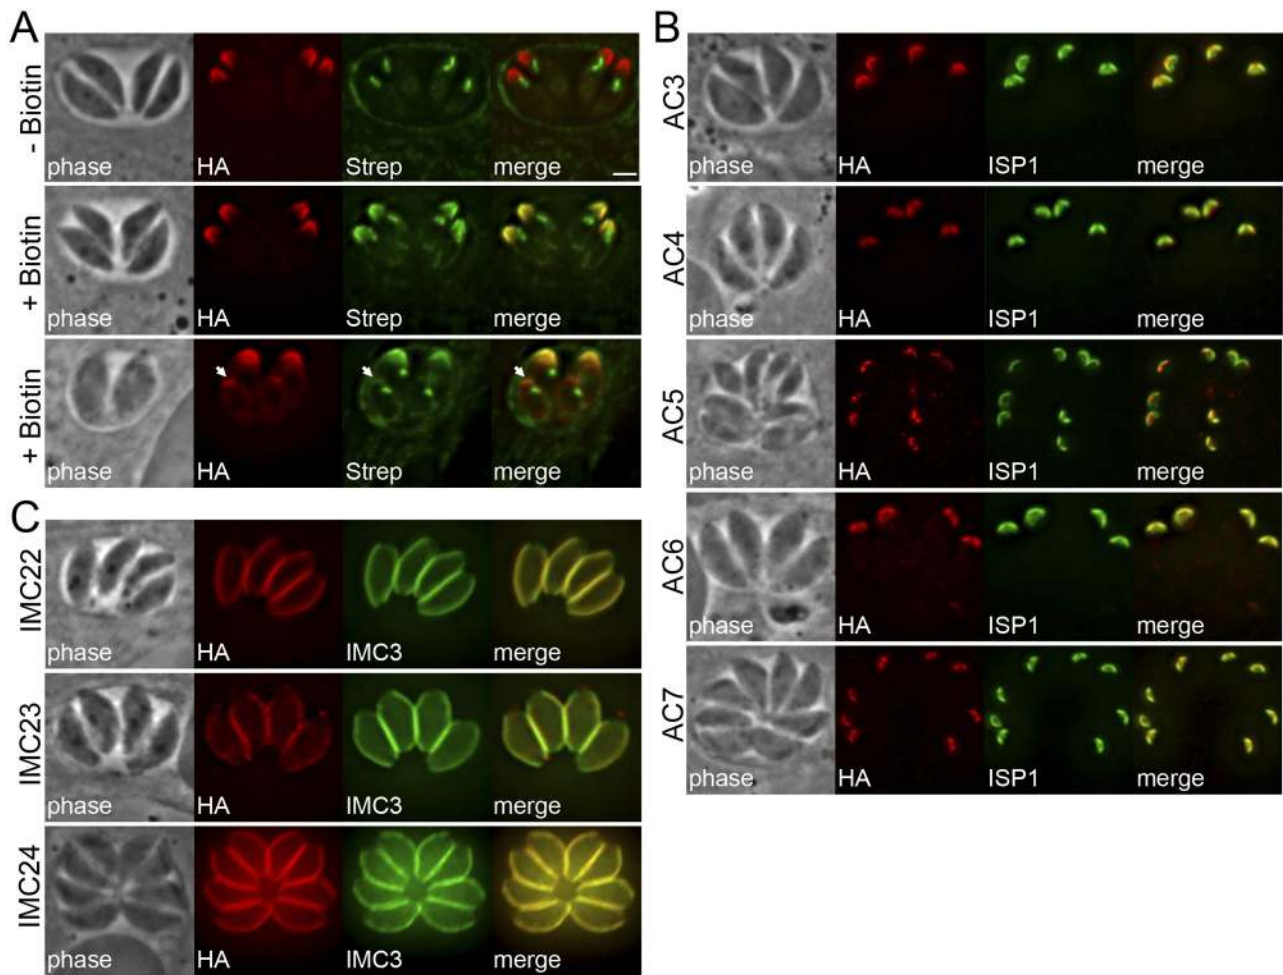 A
- Biotin
phase HA Strep merge
+ Biotin
phase HA Strep merge
+ Biotin
phase HA Strep merge
B
AC3
phase HA ISP1 merge
AC4
phase HA ISP1 merge
AC5
phase HA ISP1 merge
AC6
phase HA ISP1 merge
AC7
phase HA ISP1 merge
C
IMC22
phase HA IMC3 merge
IMC23
phase HA IMC3 merge
IMC24
phase HA IMC3 merge